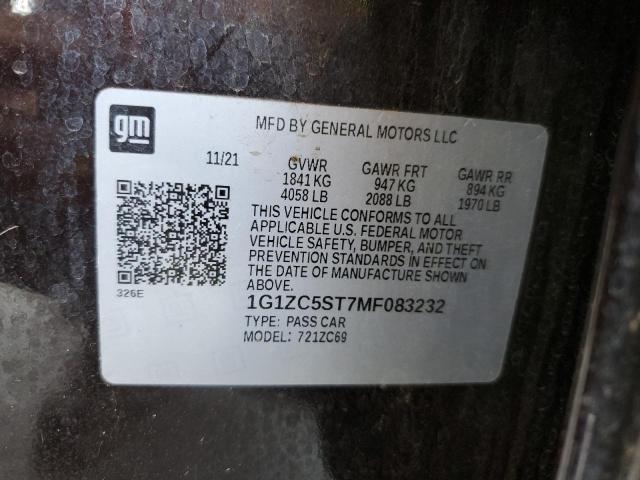 gm
MFD BY GENERAL MOTORS LLC
11/21 GVWR GAWR FRT GAWR RR
1841 KG 947 KG 894 KG
4058 LB 2088 LB 1970 LB
THIS VEHICLE CONFORMS TO ALL
APPLICABLE U.S. FEDERAL MOTOR
VEHICLE SAFETY, BUMPER, AND THEFT
PREVENTION STANDARDS IN EFFECT ON
THE DATE OF MANUFACTURE SHOWN
ABOVE.
326E
1G1ZC5ST7MF083232
TYPE: PASS CAR
MODEL: 721ZC69